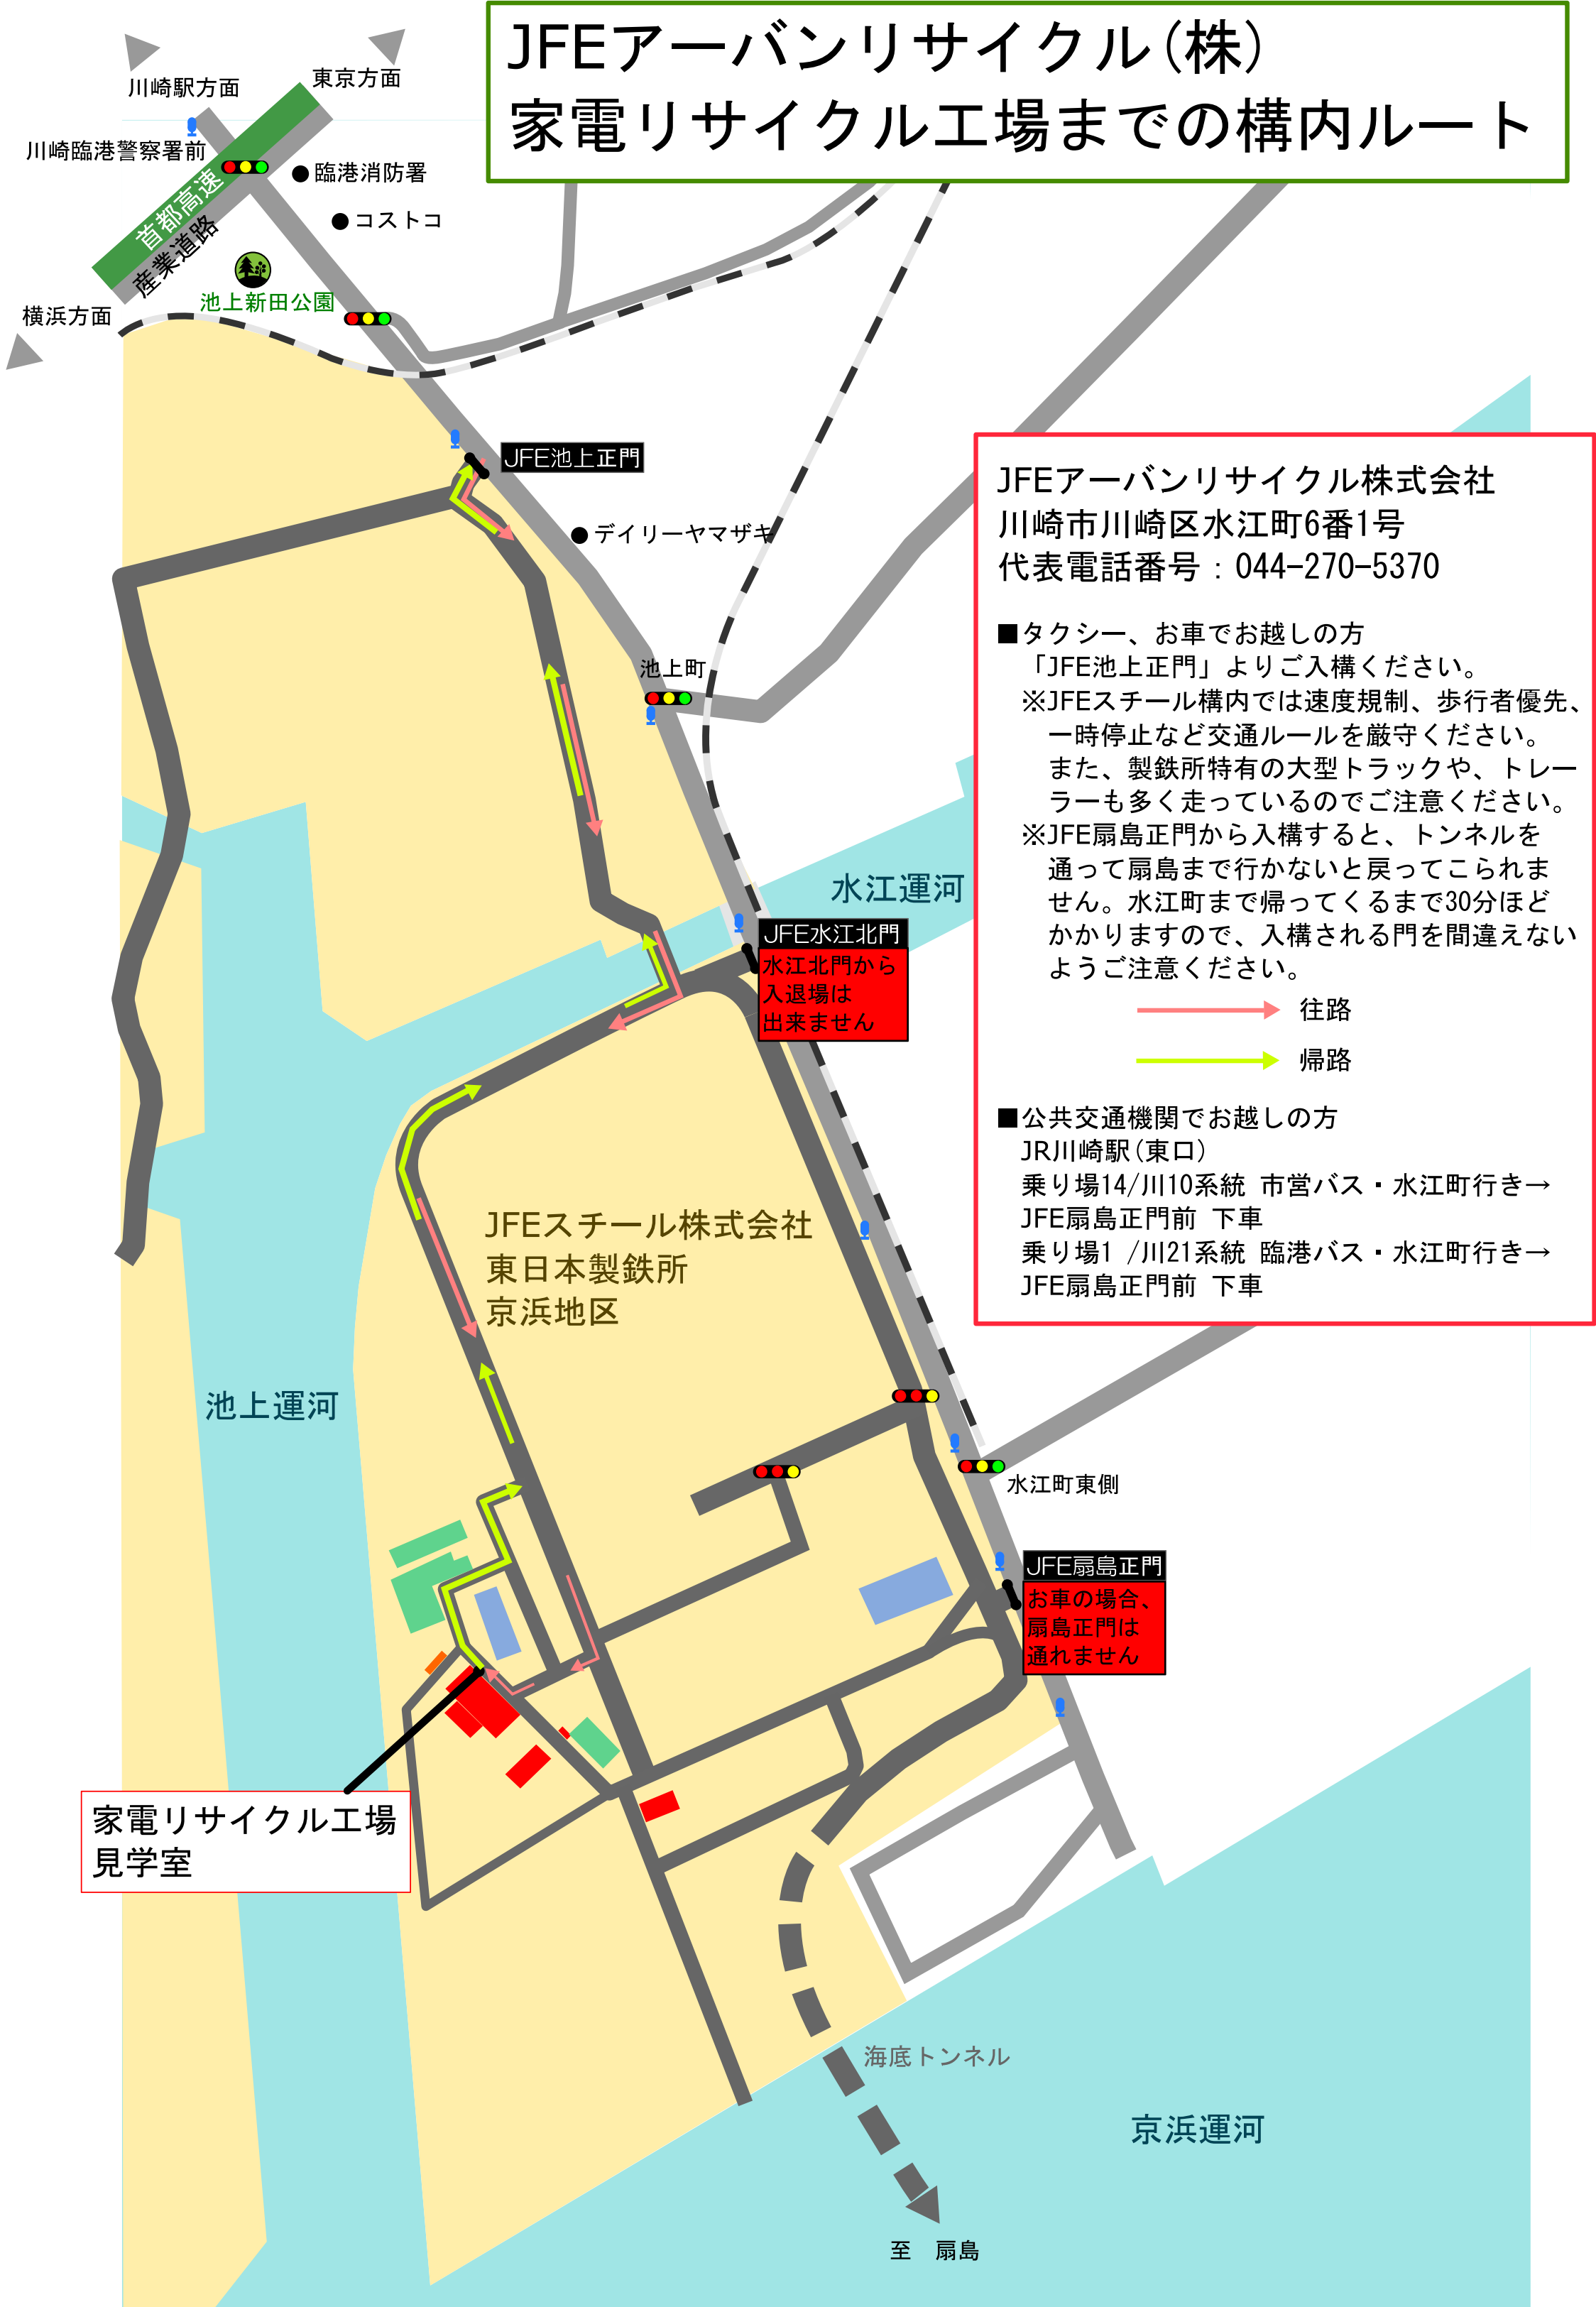 JFEアーバンリサイクル(株)
家電リサイクル工場までの構内ルート
川崎駅方面
東京方面
川崎臨港警察署前
臨港消防署
首都高速
産業道路
コストコ
池上新田公園
横浜方面
JFE池上正門
デイリーヤマザキ
池上町
水江運河
JFE水江北門
水江北門から
入退場は
出来ません
JFEアーバンリサイクル株式会社
川崎市川崎区水江町6番1号
代表電話番号：044-270-5370
■タクシー、お車でお越しの方
「JFE池上正門」よりご入構ください。
※JFEスチール構内では速度規制、歩行者優先、
一時停止など交通ルールを厳守ください。
また、製鉄所特有の大型トラックや、トレー
ラーも多く走っているのでご注意ください。
※JFE扇島正門から入構すると、トンネルを
通って扇島まで行かないと戻ってこられま
せん。水江町まで帰ってくるまで30分ほど
かかりますので、入構される門を間違えない
ようご注意ください。
往路
帰路
■公共交通機関でお越しの方
JR川崎駅(東口)
乗り場14/川10系統 市営バス・水江町行き→
JFE扇島正門前 下車
乗り場1 /川21系統 臨港バス・水江町行き→
JFE扇島正門前 下車
JFEスチール株式会社
東日本製鉄所
京浜地区
池上運河
水江町東側
JFE扇島正門
お車の場合、
扇島正門は
通れません
家電リサイクル工場
見学室
海底トンネル
京浜運河
至　扇島